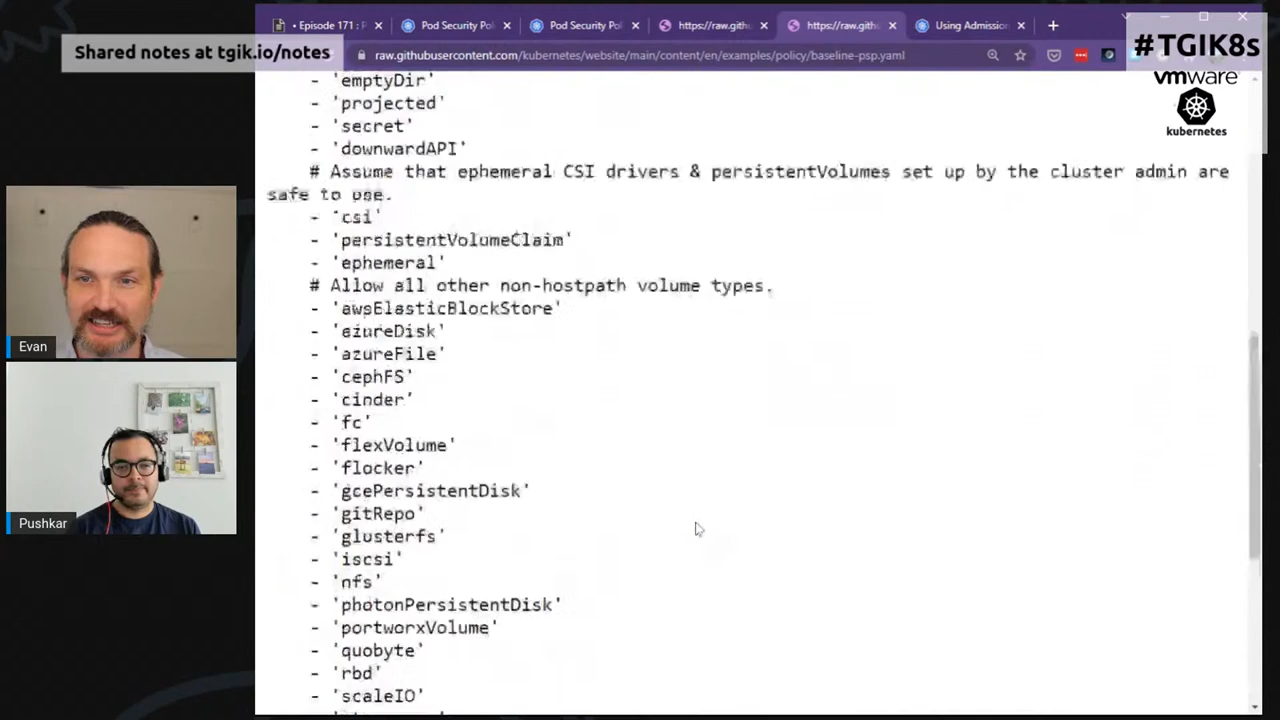 • Episode 171 : F
Pod Security Pol
Pod Security Pol
https://raw.githu
https://raw.githu
Using Admission
Shared notes at tgik.io/notes
raw.githubusercontent.com/kubernetes/website/main/content/en/examples/policy/baseline-psp.yaml
#TGIK8s
vmware
kubernetes
- 'emptyDir'
- 'projected'
- 'secret'
- 'downwardAPI'
# Assume that ephemeral CSI drivers & persistentVolumes set up by the cluster admin are
safe to use.
- 'csi'
- 'persistentVolumeClaim'
- 'ephemeral'
# Allow all other non-hostpath volume types.
- 'awsElasticBlockStore'
- 'azureDisk'
- 'azureFile'
- 'cephFS'
- 'cinder'
- 'fc'
- 'flexVolume'
- 'flocker'
- 'gcePersistentDisk'
- 'gitRepo'
- 'glusterfs'
- 'iscsi'
- 'nfs'
- 'photonPersistentDisk'
- 'portworxVolume'
- 'quobyte'
- 'rbd'
- 'scaleIO'
Evan
Pushkar